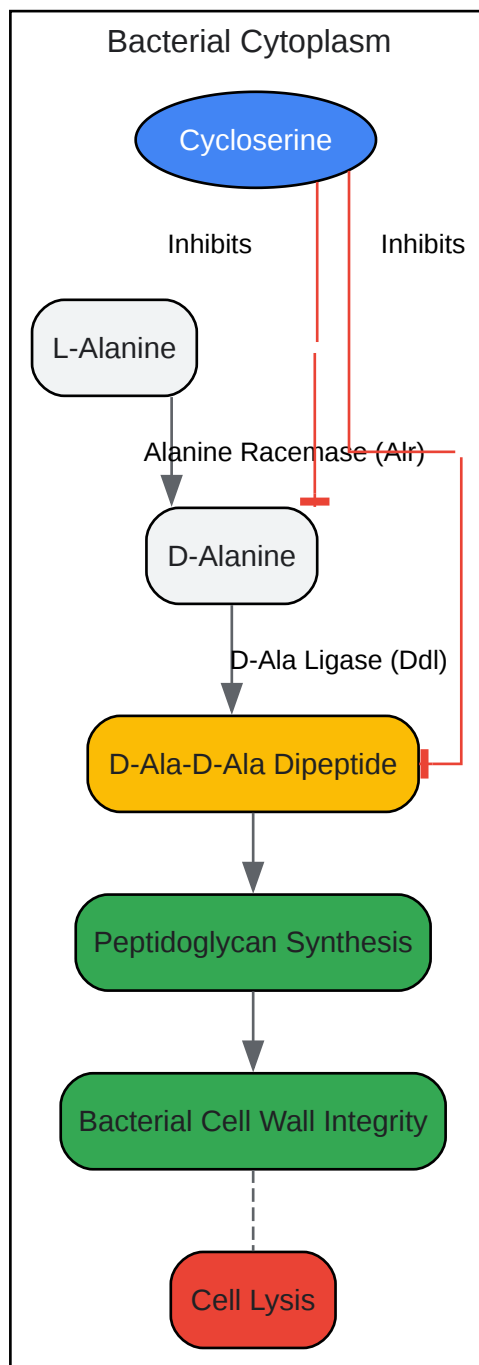 Bacterial Cytoplasm
Cycloserine
Inhibits
Inhibits
L-Alanine
Alanine Racemase (Alr)
D-Alanine
D-Ala Ligase (Ddl)
D-Ala-D-Ala Dipeptide
Peptidoglycan Synthesis
Bacterial Cell Wall Integrity
Cell Lysis